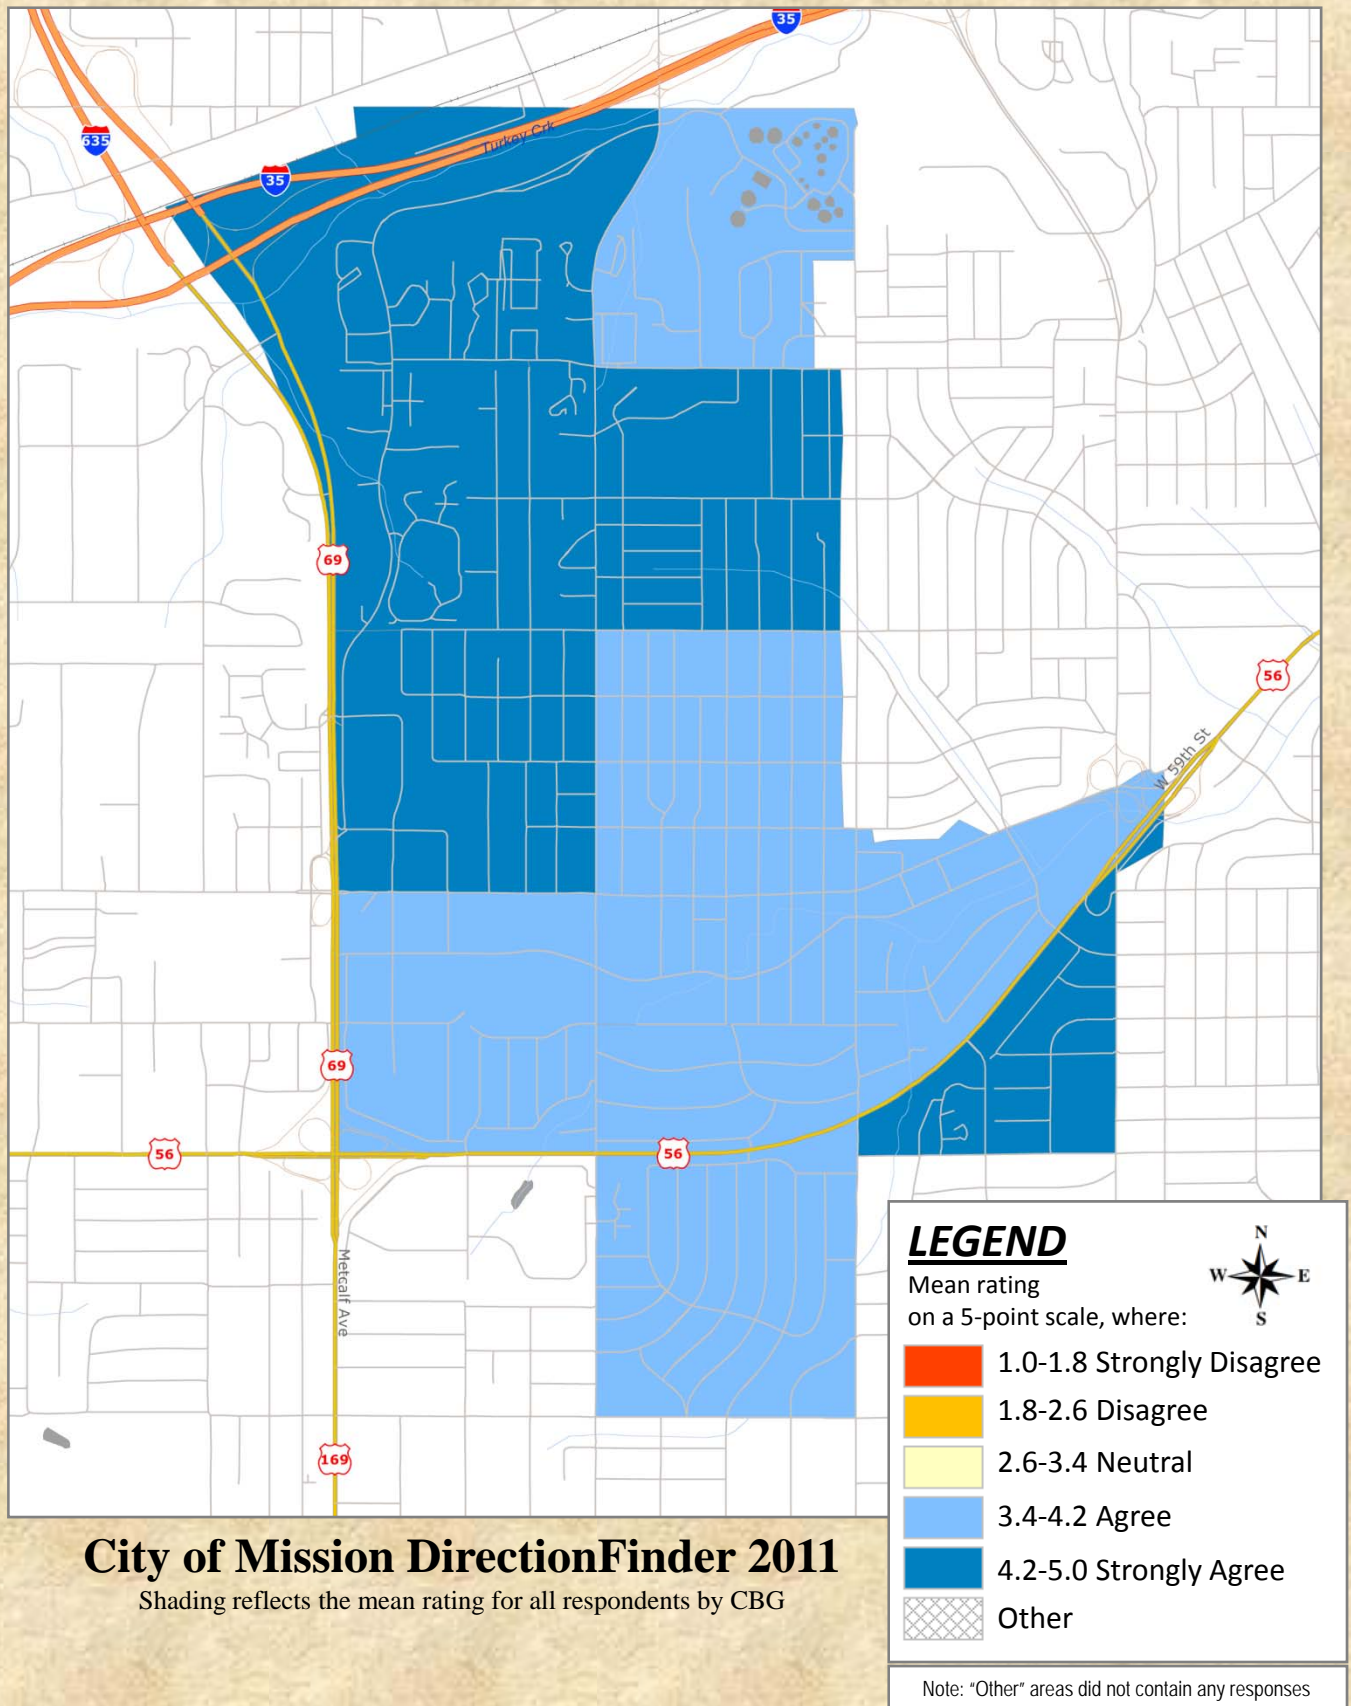 35
635
35
Turkey Crk
69
56
W 59th St
69
56
56
Metcalf Ave
169
LEGEND
Mean rating
on a 5-point scale, where:
N
W E
S
1.0-1.8 Strongly Disagree
1.8-2.6 Disagree
2.6-3.4 Neutral
3.4-4.2 Agree
4.2-5.0 Strongly Agree
Other
City of Mission DirectionFinder 2011
Shading reflects the mean rating for all respondents by CBG
Note: “Other” areas did not contain any responses